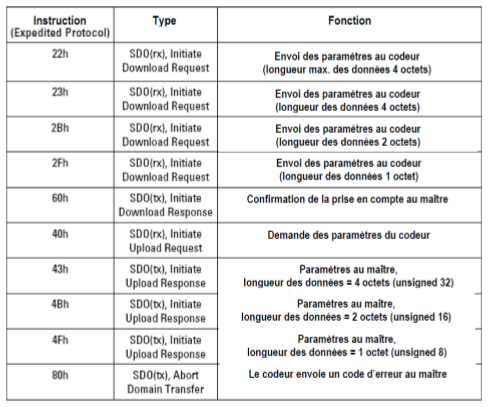 Instruction
(Expedited Protocol)
Type
Fonction
22h
SDO(rx), Initiate
Download Request
Envoi des paramètres au codeur
(longueur max. des données 4 octets)
23h
SDO(rx), Initiate
Download Request
Envoi des paramètres au codeur
(longueur des données 4 octets)
2Bh
SDO(rx), Initiate
Download Request
Envoi des paramètres au codeur
(longueur des données 2 octets)
2Fh
SDO(rx), Initiate
Download Request
Envoi des paramètres au codeur
(longueur des données 1 octet)
60h
SDO(tx), Initiate
Download Response
Confirmation de la prise en compte au maître
40h
SDO(rx), Initiate
Upload Request
Demande des paramètres du codeur
43h
SDO(tx), Initiate
Upload Response
Paramètres au maître,
longueur des données = 4 octets (unsigned 32)
4Bh
SDO(tx), Initiate
Upload Response
Paramètres au maître,
longueur des données = 2 octets (unsigned 16)
4Fh
SDO(tx), Initiate
Upload Response
Paramètres au maître,
longueur des données = 1 octet (unsigned 8)
80h
SDO(tx), Abort
Domain Transfer
Le codeur envoie un code d'erreur au maître